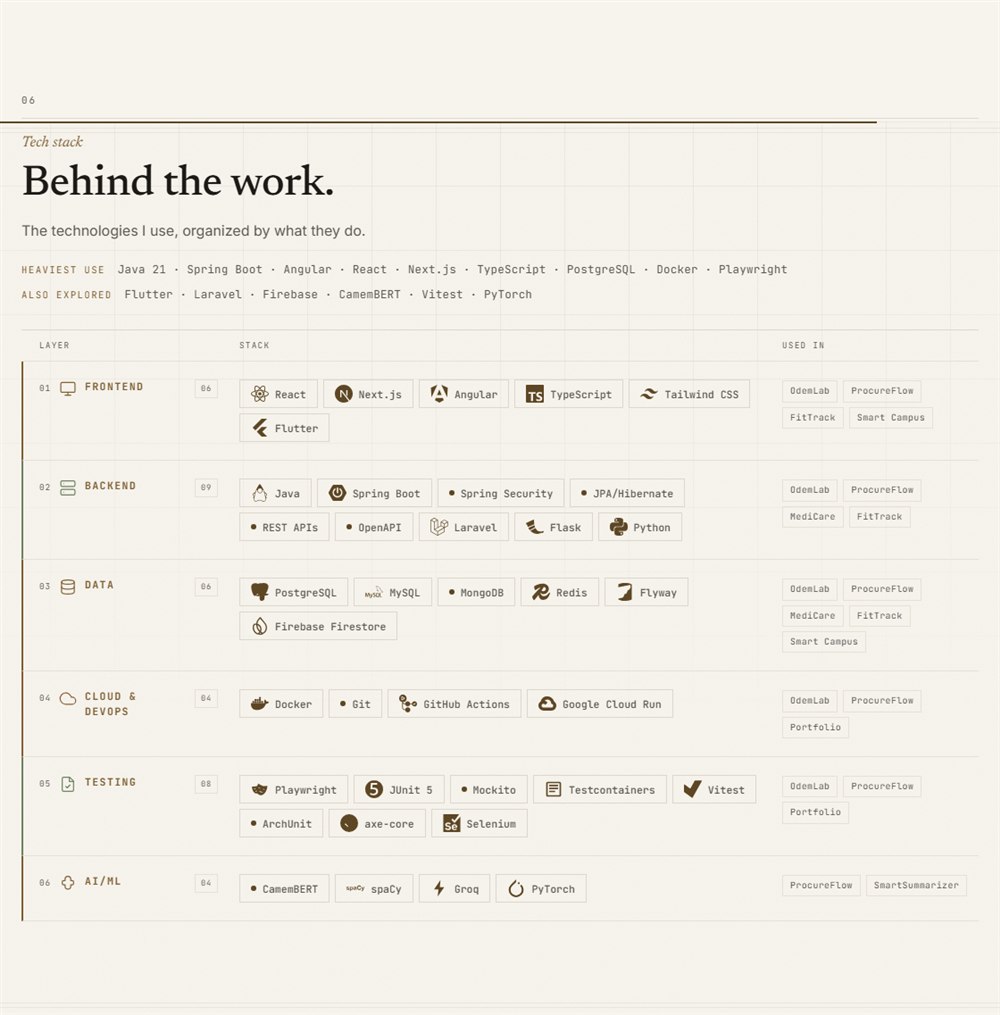 06
Tech stack
Behind the work.
The technologies I use, organized by what they do.
HEAVIEST USE Java 21 · Spring Boot · Angular · React · Next.js · TypeScript · PostgreSQL · Docker · Playwright
ALSO EXPLORED Flutter · Laravel · Firebase · CamemBERT · Vitest · PyTorch
LAYER STACK USED IN
01 FRONTEND 06 React Next.js Angular TypeScript Tailwind CSS OdemLab ProcureFlow
Flutter FitTrack Smart Campus
02 BACKEND 09 Java Spring Boot • Spring Security • JPA/Hibernate OdemLab ProcureFlow
• REST APIs • OpenAPI Laravel Flask Python MediCare FitTrack
03 DATA 06 PostgreSQL MySQL MySQL • MongoDB Redis Flyway OdemLab ProcureFlow
Firebase Firestore MediCare FitTrack
Smart Campus
04 CLOUD & 04 Docker • Git GitHub Actions Google Cloud Run OdemLab ProcureFlow
DEVOPS Portfolio
05 TESTING 08 Playwright 5 JUnit 5 • Mockito Testcontainers Vitest OdemLab ProcureFlow
• ArchUnit axe-core Se Selenium Portfolio
06 AI/ML 04 • CamemBERT spaCy spaCy Groq PyTorch ProcureFlow SmartSummarizer